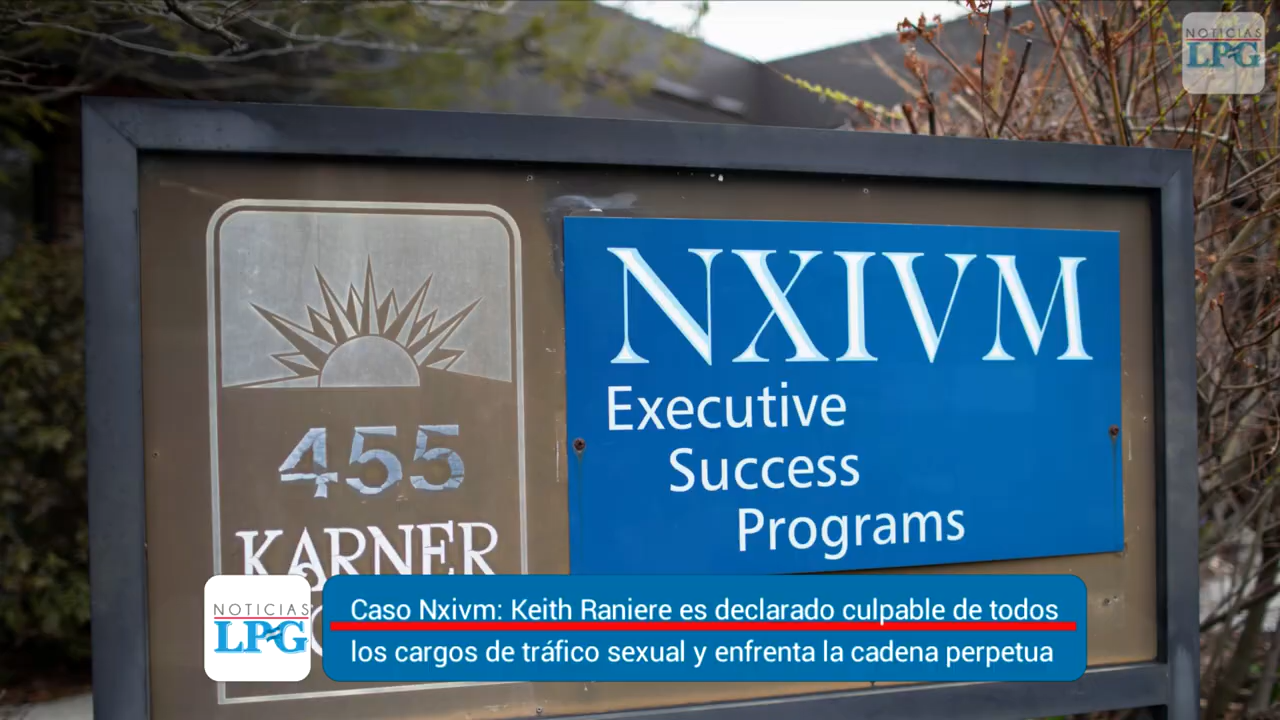 NOTICIAS
LPG
NXIVM
Executive
Success
Programs
455
KARNER
NOTICIAS
LPG
Caso Nxivm: Keith Raniere es declarado culpable de todos
los cargos de tráfico sexual y enfrenta la cadena perpetua